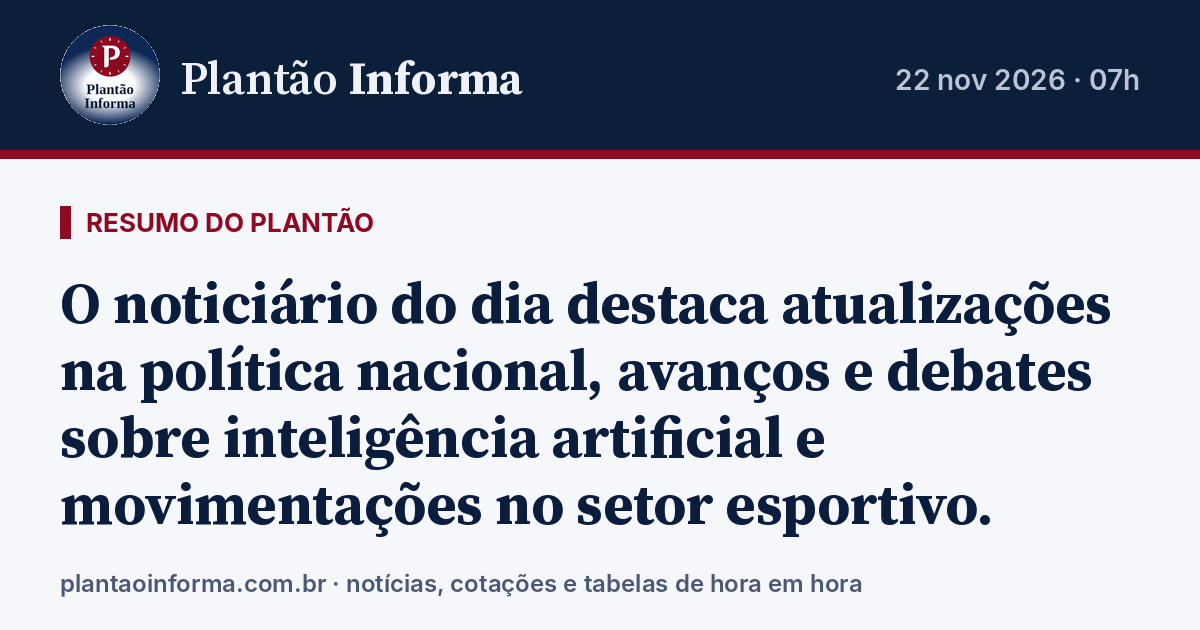 P
Plantão
Informa
Plantão Informa
22 nov 2026 · 07h
RESUMO DO PLANTÃO
O noticiário do dia destaca atualizações
na política nacional, avanços e debates
sobre inteligência artificial e
movimentações no setor esportivo.
plantaoinforma.com.br · notícias, cotações e tabelas de hora em hora